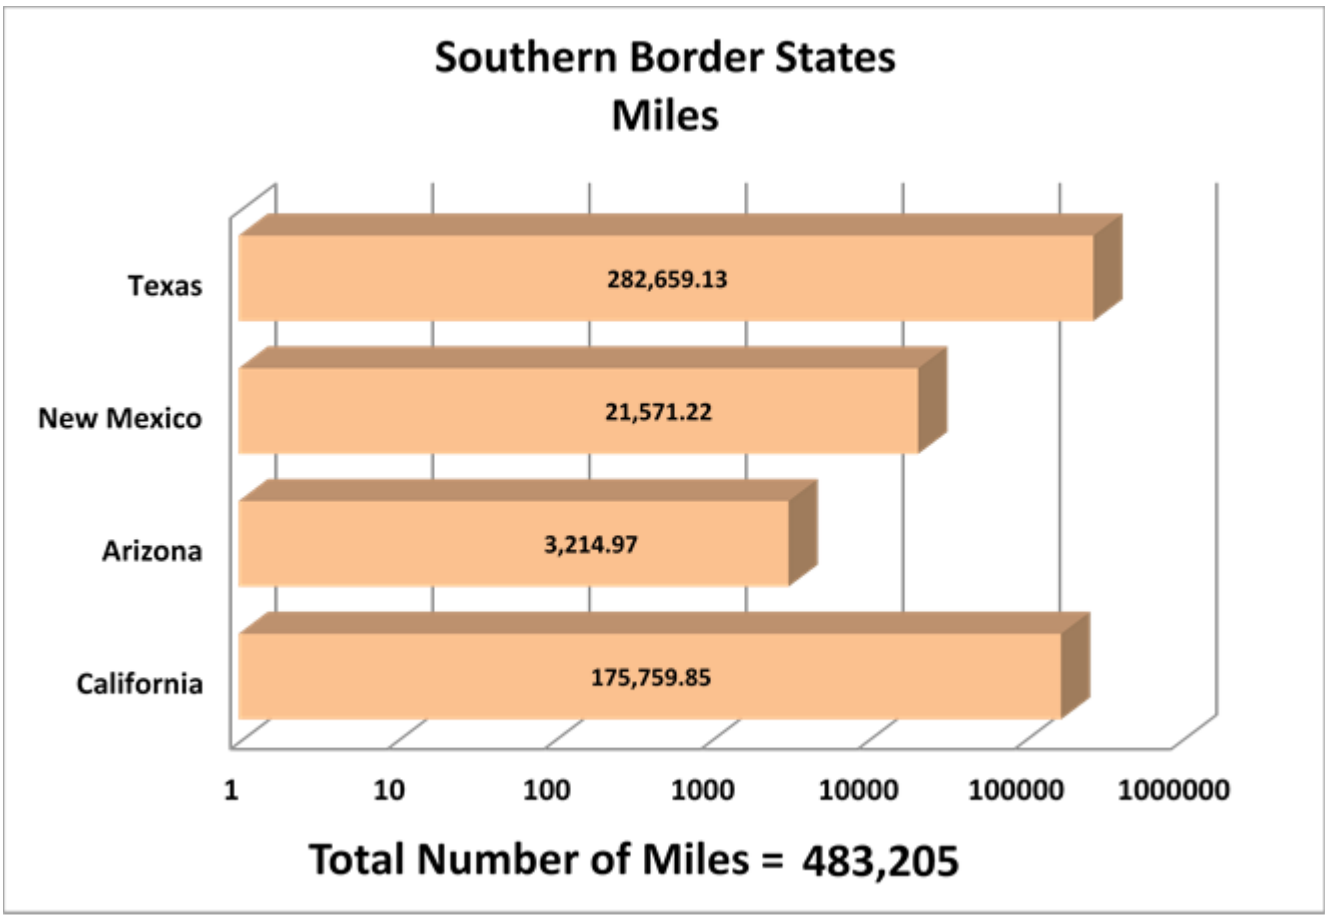 Southern Border States
Miles
Texas
282,659.13
New Mexico
21,571.22
Arizona
3,214.97
California
175,759.85
1 10 100 1000 10000 100000 1000000
Total Number of Miles = 483,205